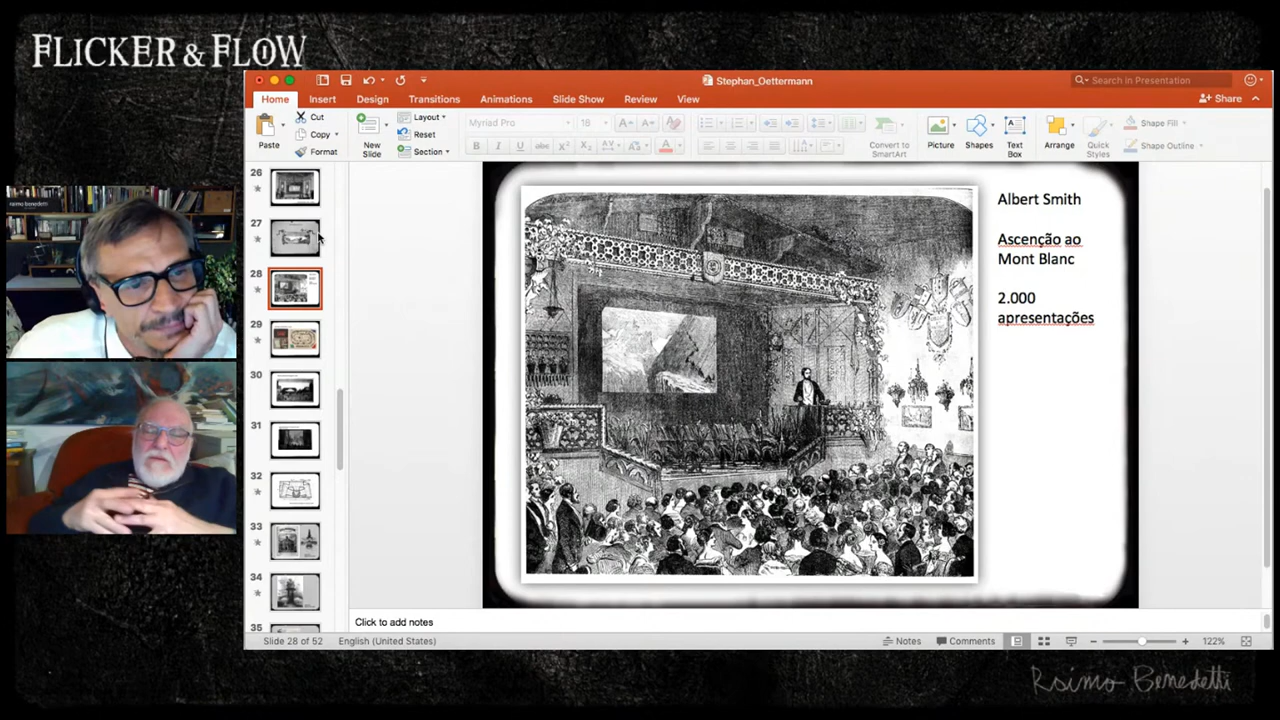 FLICKER & FLOW
Stephan_Oettermann
Search in Presentation
Home
Insert
Design
Transitions
Animations
Slide Show
Review
View
Share
Paste
Cut
Copy
Format
New
Slide
Layout
Reset
Section
Myriad Pro
18
Convert to
SmartArt
Picture
Shapes
Text
Box
Arrange
Quick
Styles
Shape Fill
Shape Outline
raimo benedetti
26
27
28
29
30
31
32
33
34
35
Albert Smith
Ascenção ao
Mont Blanc
2.000
apresentações
Click to add notes
Slide 28 of 52
English (United States)
Notes
Comments
122%
Raimo Benedetti